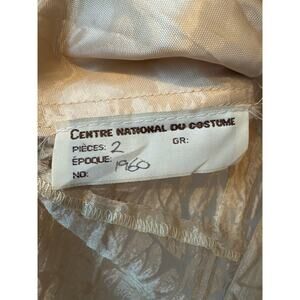 CENTRE NATIONAL DU COSTUME
PIÈCES: 2 GR:
ÉPOQUE: 1960
NO: